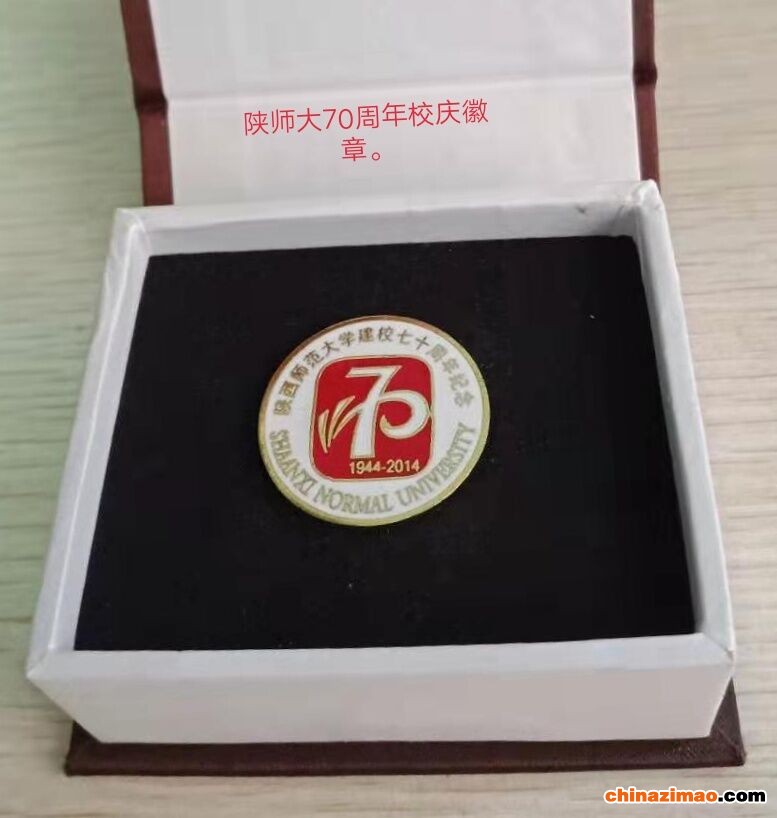 陕师大70周年校庆徽
章。
陕西师范大学建校七十周年纪念
70
1944-2014
SHAANXI NORMAL UNIVERSITY
chinazimao.com